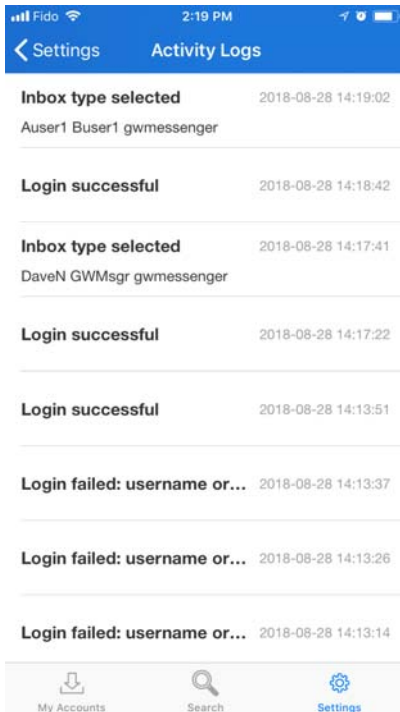 Fido 2:19 PM
Settings Activity Logs
Inbox type selected 2018-08-28 14:19:02
Auser1 Buser1 gwmessenger
Login successful 2018-08-28 14:18:42
Inbox type selected 2018-08-28 14:17:41
DaveN GWMsgr gwmessenger
Login successful 2018-08-28 14:17:22
Login successful 2018-08-28 14:13:51
Login failed: username or... 2018-08-28 14:13:37
Login failed: username or... 2018-08-28 14:13:26
Login failed: username or... 2018-08-28 14:13:14
My Accounts Search Settings